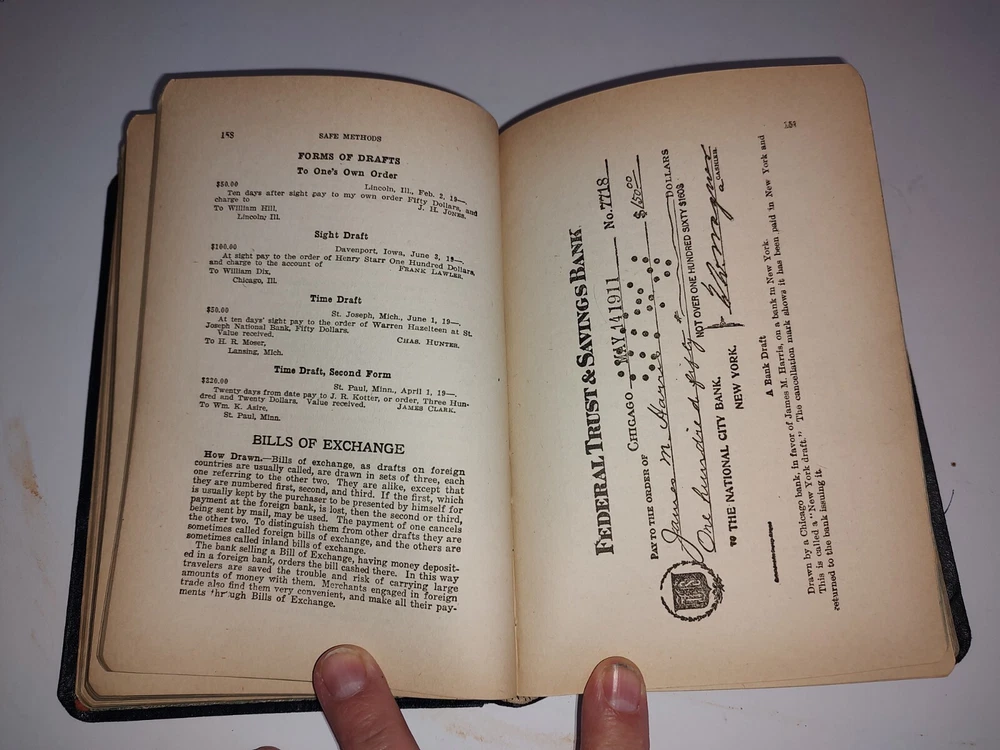 158
SAFE METHODS
FORMS OF DRAFTS
To One's Own Order
$50.00
Lincoln, Ill., Feb. 2, 19—.
Ten days after sight pay to my own order Fifty Dollars, and
charge to
J. H. JONES.
To William Hill,
Lincoln, Ill.
Sight Draft
$100.00
Davenport, Iowa, June 3, 19—.
At sight pay to the order of Henry Starr One Hundred Dollars,
and charge the account of
FRANK LAWLER.
To William Dix,
Chicago, Ill.
Time Draft
$50.00
St. Joseph, Mich., June 1, 19—.
At ten days' sight pay to the order of Warren Hazelteen at St.
Joseph National Bank, Fifty Dollars.
Value received.
CHAS. HUNTER.
To H. R. Moser,
Lansing, Mich.
Time Draft, Second Form
$320.00
St. Paul, Minn., April 1, 19—.
Twenty days from date pay to J. R. Kotter, or order, Three Hun-
dred and Twenty Dollars. Value received.
JAMES CLARK.
To Wm. K. Asire,
St. Paul, Minn.
BILLS OF EXCHANGE
How Drawn.—Bills of exchange, as drafts on foreign
countries are usually called, are drawn in sets of three, each
one referring to the other two. They are alike, except that
they are numbered first, second, and third. If the first, which
is usually kept by the purchaser to be presented by himself for
payment at the foreign bank, is lost, then the second or third,
being sent by mail, may be used. The payment of one cancels
the other two. To distinguish them from other drafts they are
sometimes called foreign bills of exchange, and the others are
sometimes called inland bills of exchange.
The bank selling a Bill of Exchange, having money deposit-
ed in a foreign bank, orders the bill cashed there. In this way
travelers are saved the trouble and risk of carrying large
amounts of money with them. Merchants engaged in foreign
trade also find them very convenient, and make all their pay-
ments through Bills of Exchange.
159
FEDERAL TRUST & SAVINGS BANK
CHICAGO MAY 14 1911 No. 7718
PAY TO THE ORDER OF
James M. Harris $150.00
One hundred fifty DOLLARS
NOT OVER ONE HUNDRED SIXTY $160$
TO THE NATIONAL CITY BANK,
NEW YORK.
CASHIER.
A Bank Draft
Drawn by a Chicago bank, in favor of James M. Harris, on a bank in New York.
This is called a "New York draft." The cancellation mark shows it has been paid in New York and
returned to the bank issuing it.